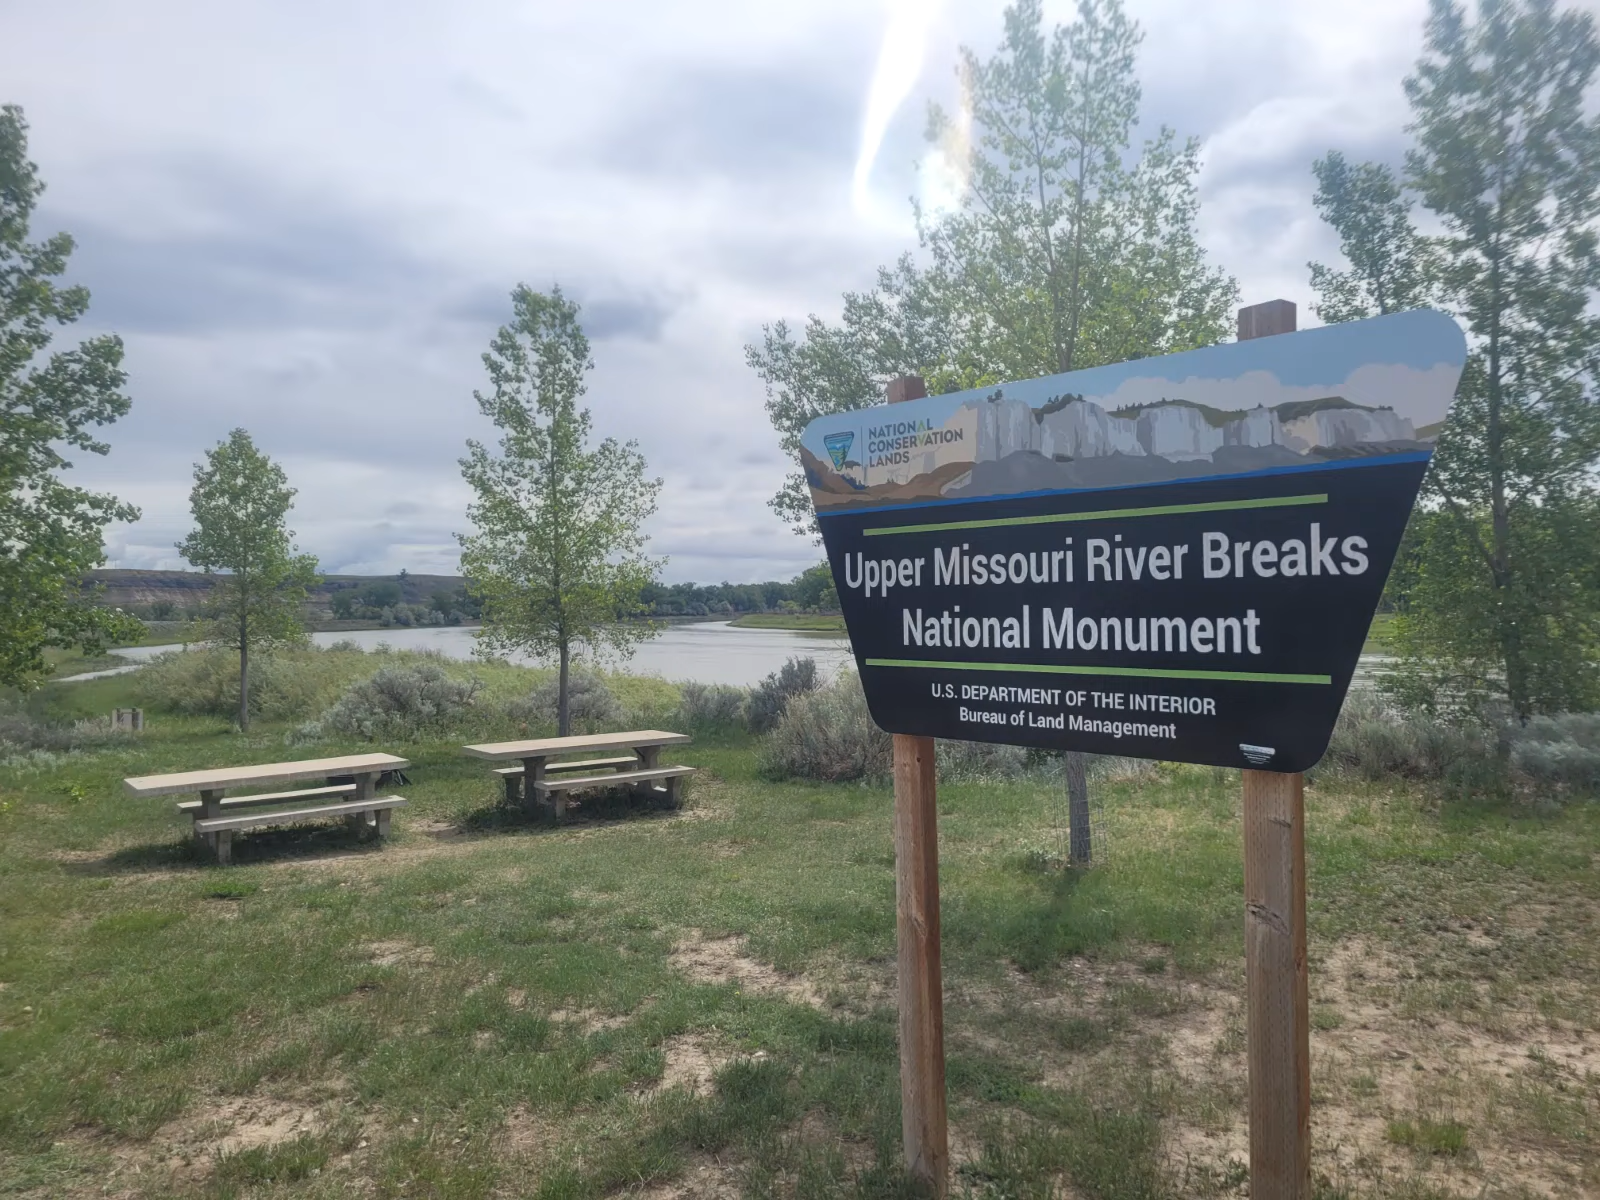 NATIONAL
CONSERVATION
LANDS
Upper Missouri River Breaks
National Monument
U.S. DEPARTMENT OF THE INTERIOR
Bureau of Land Management